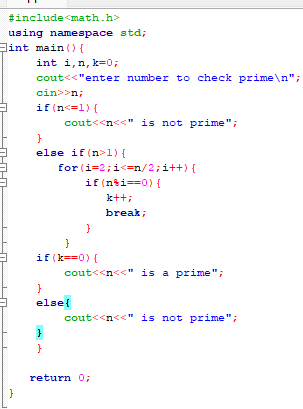 #include<math.h>
using namespace std;
int main(){
    int i,n,k=0;
    cout<<"enter number to check prime\n";
    cin>>n;
    if(n<=1){
        cout<<n<<" is not prime";
    }
    else if(n>1){
       for(i=2;i<=n/2;i++){
           if(n%i==0){
              k++;
              break;
           }
        }
    if(k==0){
        cout<<n<<" is a prime";
    }
    else{
        cout<<n<<" is not prime";
    }
    }
   return 0;
}